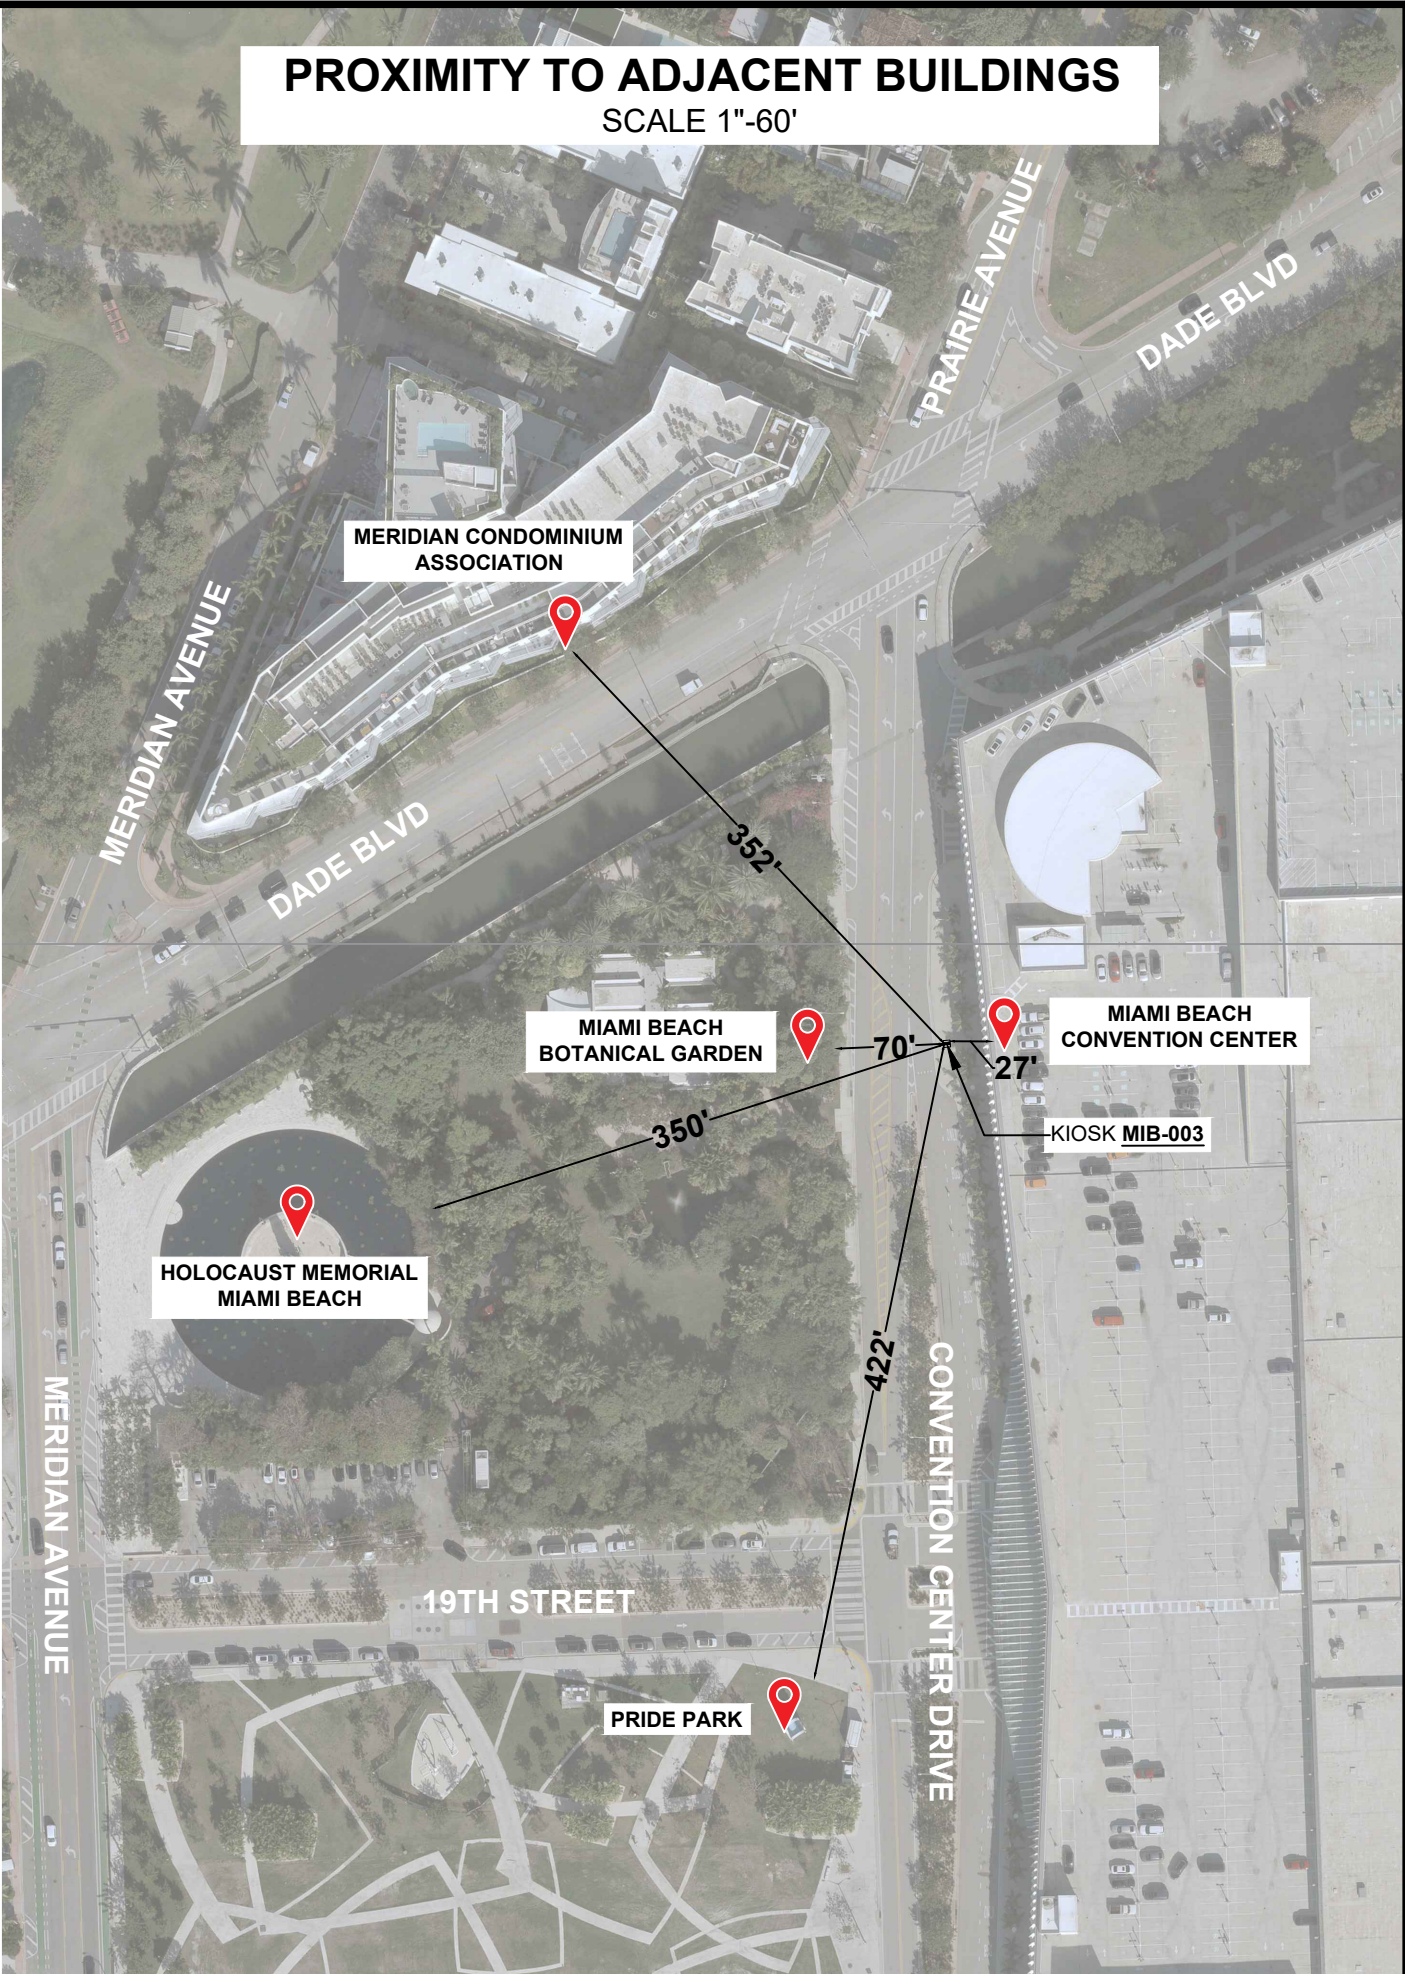 PROXIMITY TO ADJACENT BUILDINGS
SCALE 1"-60'
PRAIRIE AVENUE
DADE BLVD
MERIDIAN CONDOMINIUM
ASSOCIATION
MERIDIAN AVENUE
DADE BLVD
352'
MIAMI BEACH
BOTANICAL GARDEN
70'
27'
MIAMI BEACH
CONVENTION CENTER
350'
KIOSK MIB-003
HOLOCAUST MEMORIAL
MIAMI BEACH
422'
MERIDIAN AVENUE
CONVENTION CENTER DRIVE
19TH STREET
PRIDE PARK